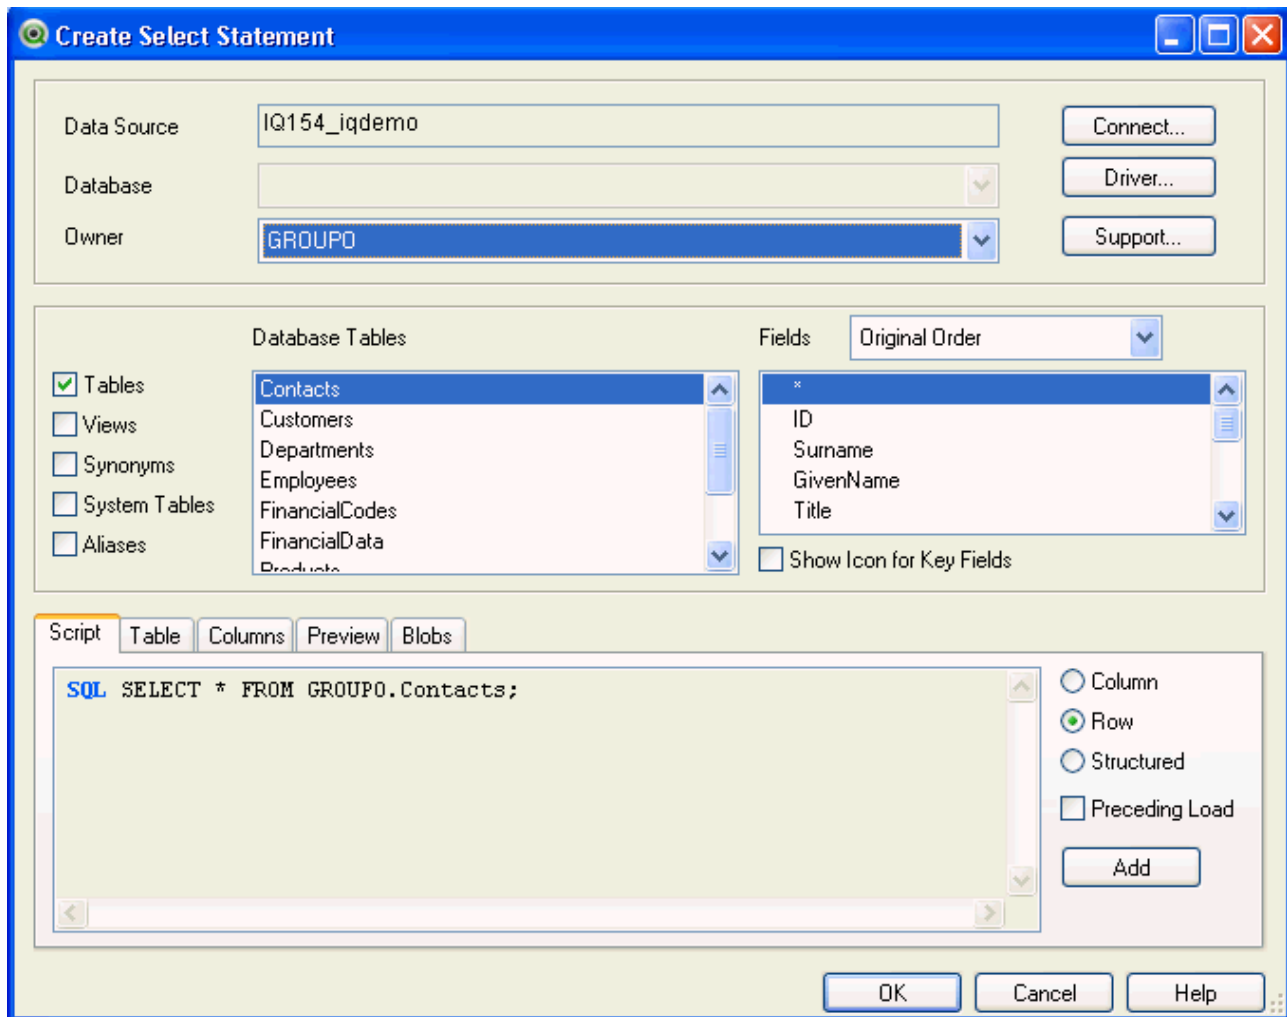 Create Select Statement
Data Source
IQ154_iqdemo
Connect...
Database
Driver...
Owner
GROUPO
Support...
Database Tables
Fields
Original Order
Tables
Views
Synonyms
System Tables
Aliases
Contacts
Customers
Departments
Employees
FinancialCodes
FinancialData
Products
*
ID
Surname
GivenName
Title
Show Icon for Key Fields
Script
Table
Columns
Preview
Blobs
SQL SELECT * FROM GROUPO.Contacts;
Column
Row
Structured
Preceding Load
Add
OK
Cancel
Help